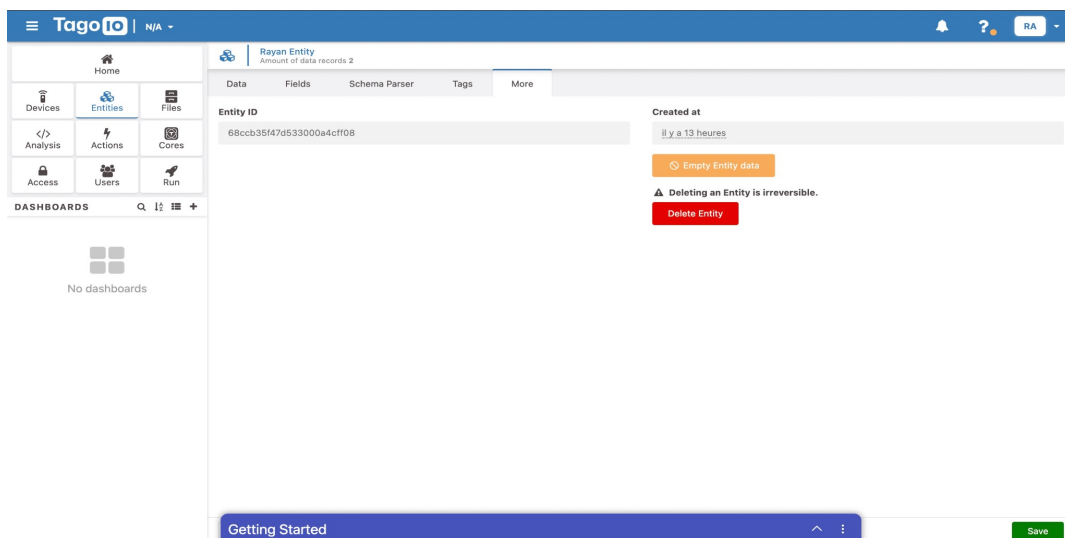 Tago IO | N/A
?
RA
Home
Devices
Entities
Files
</>
Analysis
Actions
Cores
Access
Users
Run
DASHBOARDS
No dashboards
Rayan Entity
Amount of data records 2
Data Fields Schema Parser Tags More
Entity ID
68ccb35f47d533000a4cff08
Created at
il y a 13 heures
Empty Entity data
Deleting an Entity is irreversible.
Delete Entity
Getting Started
Save